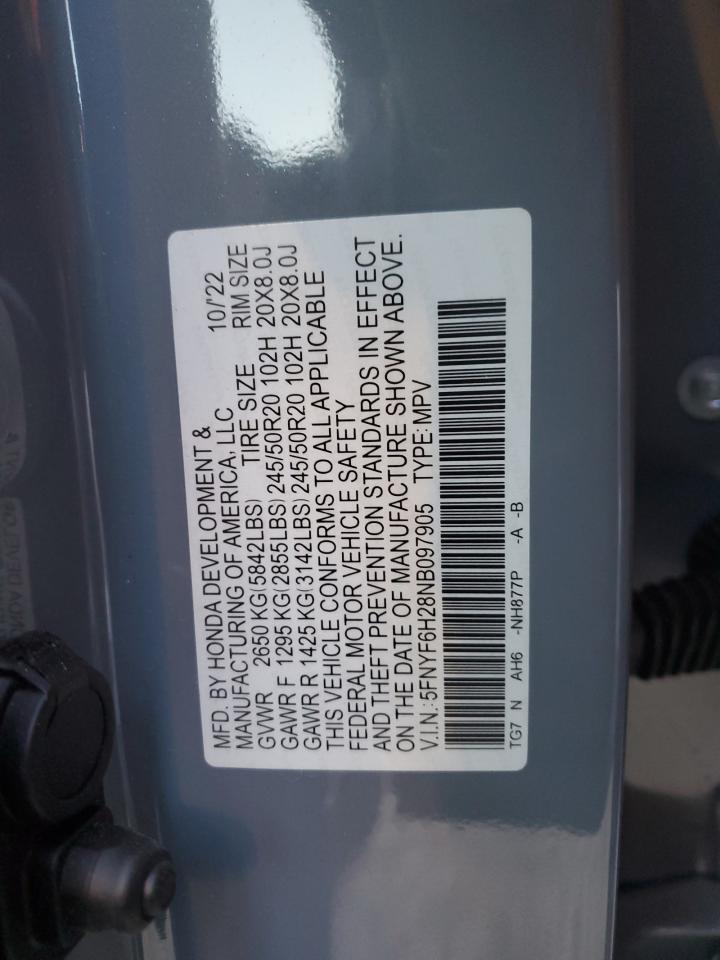 MFD. BY HONDA DEVELOPMENT &
MANUFACTURING OF AMERICA, LLC 10/'22
GVWR 2650 KG(5842LBS) TIRE SIZE RIM SIZE
GAWR F 1295 KG(2855LBS) 245/50R20 102H 20X8.0J
GAWR R 1425 KG(3142LBS) 245/50R20 102H 20X8.0J
THIS VEHICLE CONFORMS TO ALL APPLICABLE
FEDERAL MOTOR VEHICLE SAFETY
AND THEFT PREVENTION STANDARDS IN EFFECT
ON THE DATE OF MANUFACTURE SHOWN ABOVE.
V.I.N.: 5FNYF6H28NB097905 TYPE: MPV
TG7 N AH6 -NH877P -A -B